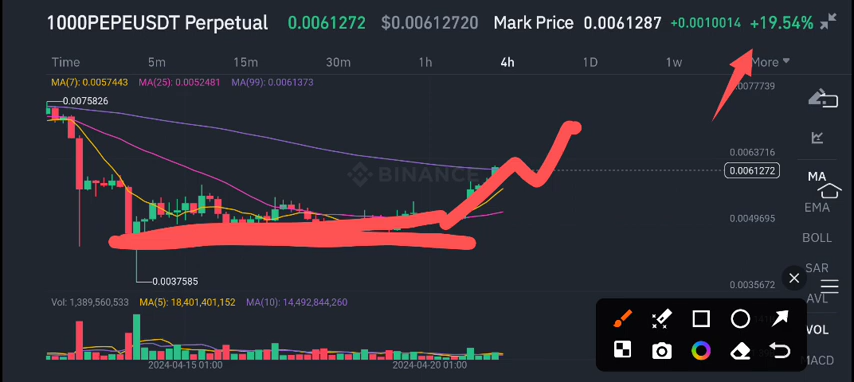 1000PEPEUSDT Perpetual 0.0061272 $0.00612720 Mark Price 0.0061287 +0.0010014 +19.54%
Time 5m 15m 30m 1h 4h 1D 1w More
MA(7): 0.0057443 MA(25): 0.0052481 MA(99): 0.0061373
0.0077739
0.0075826
0.0063716
0.0061272
BINANCE
MA
EMA
0.0049695
BOLL
SAR
0.0037585
0.0035672
AVL
Vol: 1,389,560,533 MA(5): 18,401,401,152 MA(10): 14,492,844,260
VOL
MACD
2024-04-15 01:00 2024-04-20 01:00